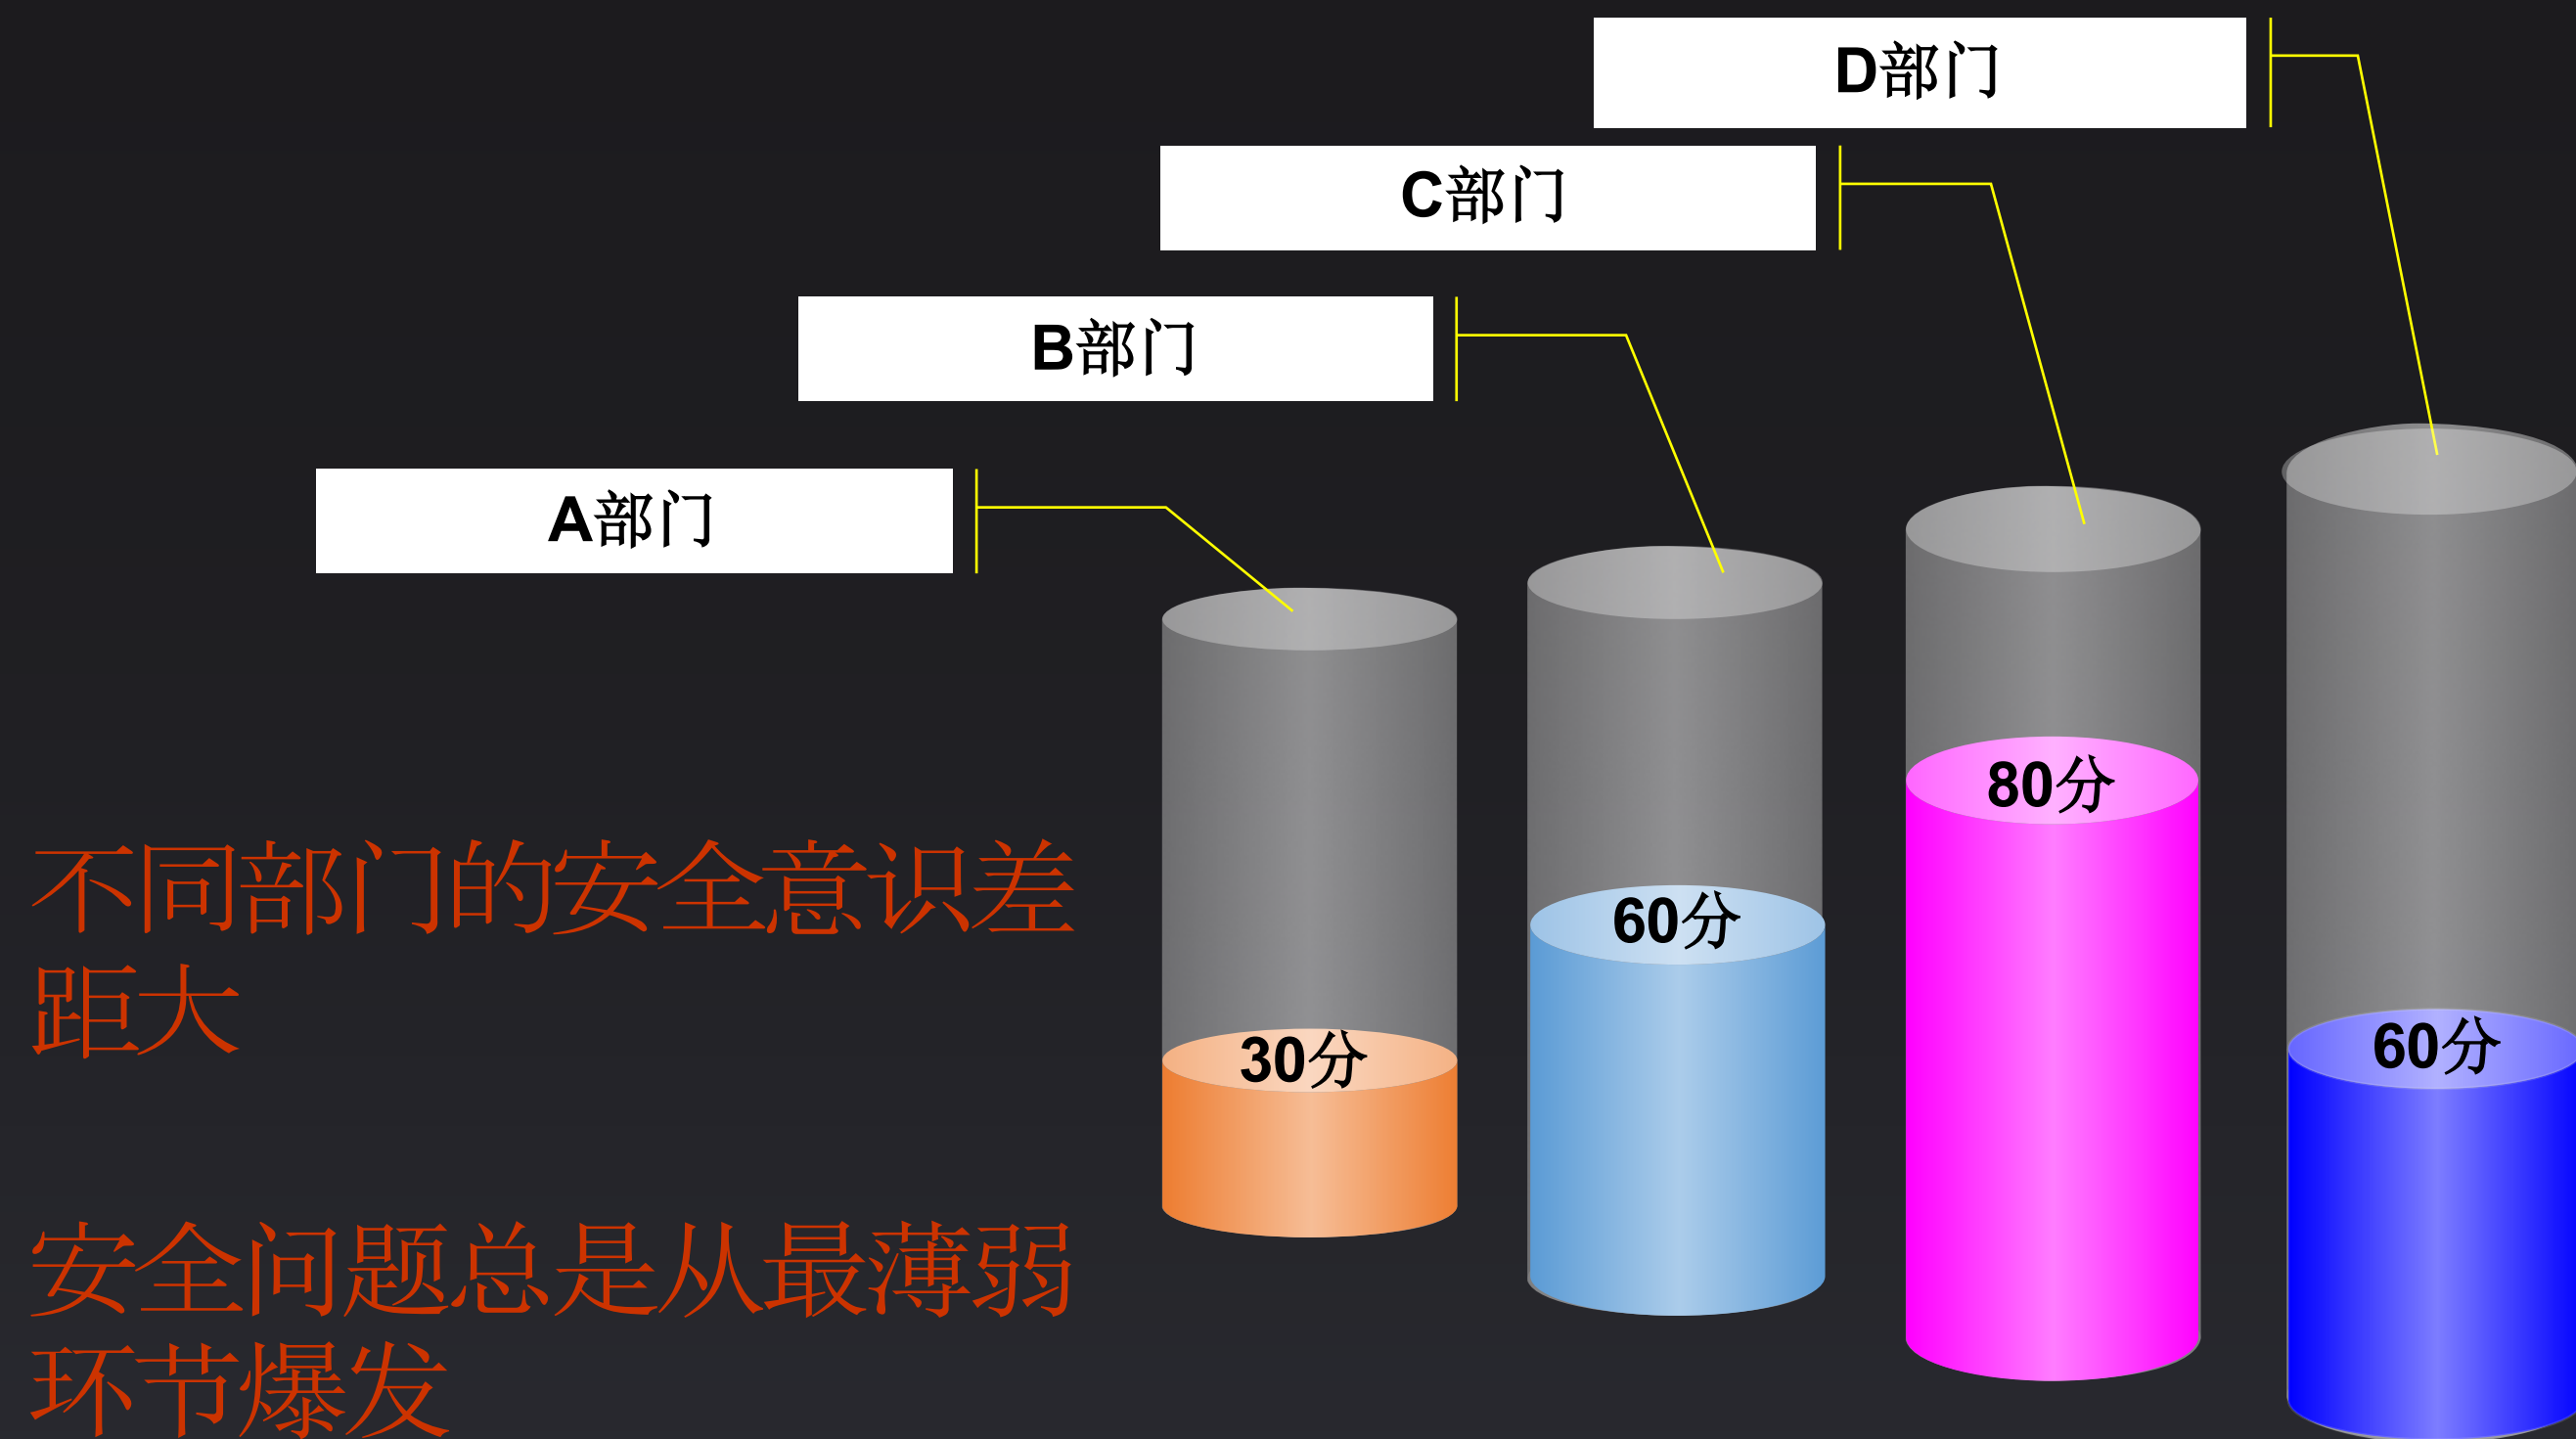 D部门
C部门
B部门
A部门
80分
60分
30分
60分
不同部门的安全意识差
距大
安全问题总是从最薄弱
环节爆发